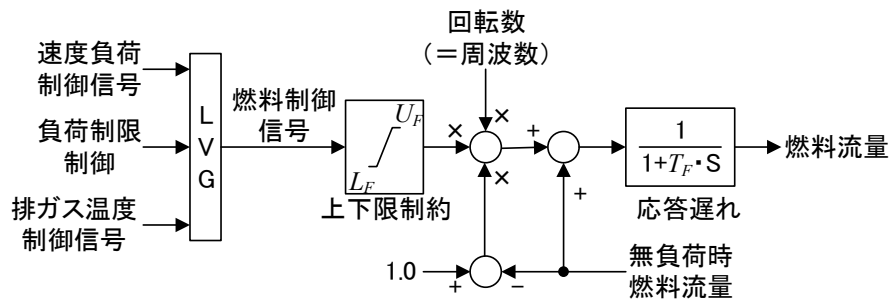 速度負荷
制御信号
負荷制限
制御
排ガス温度
制御信号
L
V
G
燃料制御
信号
U_F
L_F
上下限制約
回転数
(=周波数)
×
×
×
+
+
1.0
+
−
1
1+T_F・S
応答遅れ
燃料流量
無負荷時
燃料流量